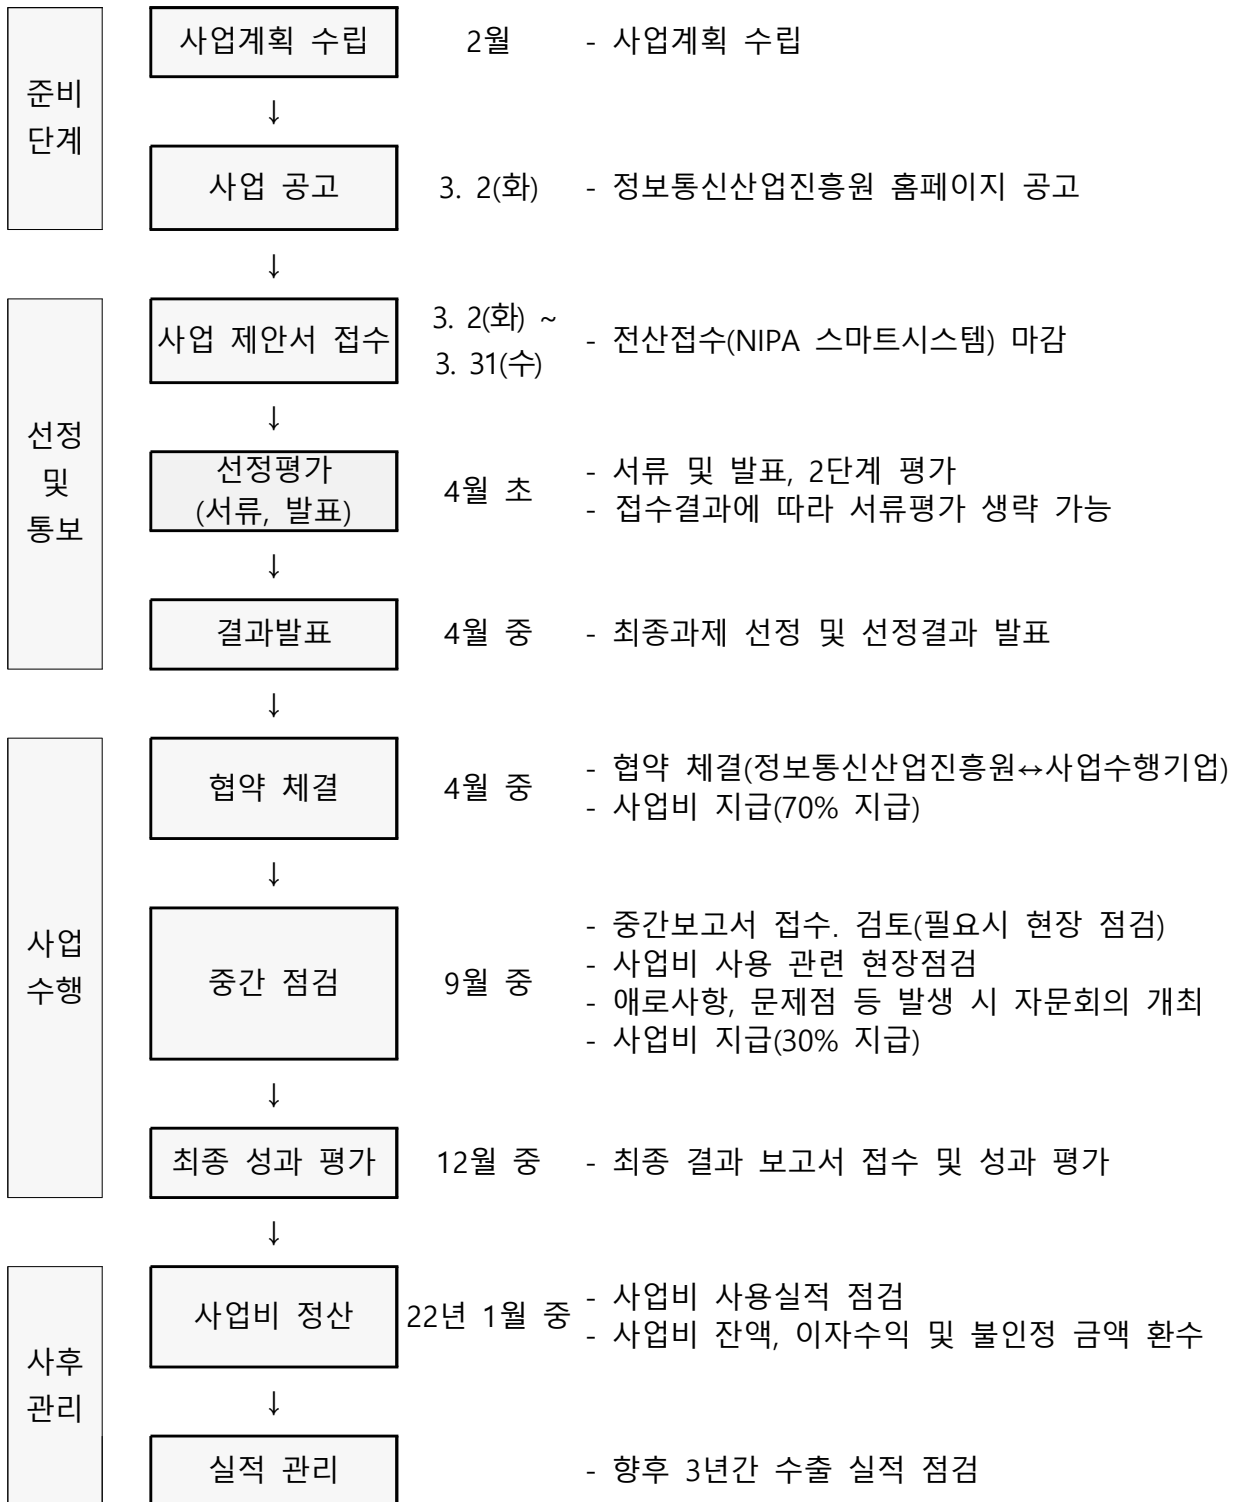 준비
단계
사업계획 수립 2월 - 사업계획 수립
↓
사업 공고 3. 2(화) - 정보통신산업진흥원 홈페이지 공고
↓
선정
및
통보
사업 제안서 접수 3. 2(화) ~
3. 31(수)
- 전산접수(NIPA 스마트시스템) 마감
↓
선정평가
(서류, 발표)
4월 초
- 서류 및 발표, 2단계 평가
- 접수결과에 따라 서류평가 생략 가능
↓
결과발표 4월 중 - 최종과제 선정 및 선정결과 발표
↓
사업
수행
협약 체결 4월 중
- 협약 체결(정보통신산업진흥원↔사업수행기업)
- 사업비 지급(70% 지급)
↓
중간 점검 9월 중
- 중간보고서 접수. 검토(필요시 현장 점검)
- 사업비 사용 관련 현장점검
- 애로사항, 문제점 등 발생 시 자문회의 개최
- 사업비 지급(30% 지급)
↓
최종 성과 평가 12월 중 - 최종 결과 보고서 접수 및 성과 평가
↓
사후
관리
사업비 정산 22년 1월 중
- 사업비 사용실적 점검
- 사업비 잔액, 이자수익 및 불인정 금액 환수
↓
실적 관리 - 향후 3년간 수출 실적 점검